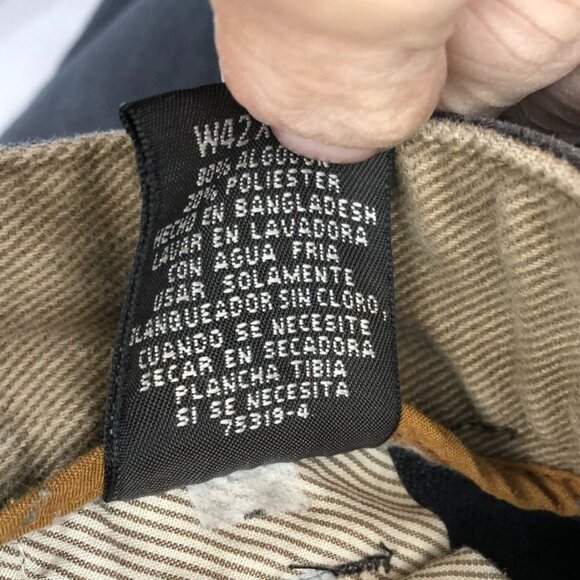 W42X
80% ALGODON
20% POLIESTER
HECHO EN BANGLADESH
LAVAR EN LAVADORA
CON AGUA FRIA
USAR SOLAMENTE
BLANQUEADOR SIN CLORO,
CUANDO SE NECESITE
SECAR EN SECADORA
PLANCHA TIBIA
SI SE NECESITA
75319-4